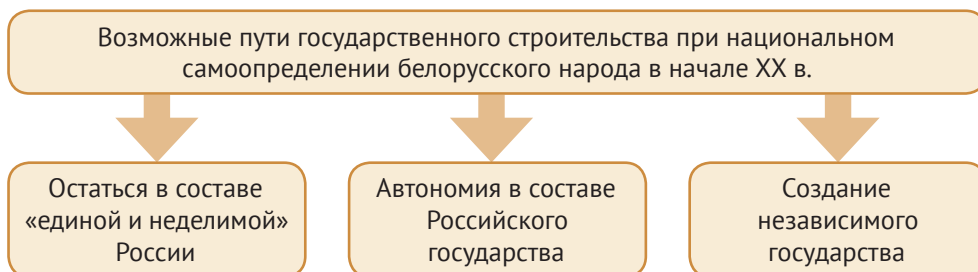 Возможные пути государственного строительства при национальном
самоопределении белорусского народа в начале XX в.
Остаться в составе
«единой и неделимой»
России
Автономия в составе
Российского
государства
Создание
независимого
государства